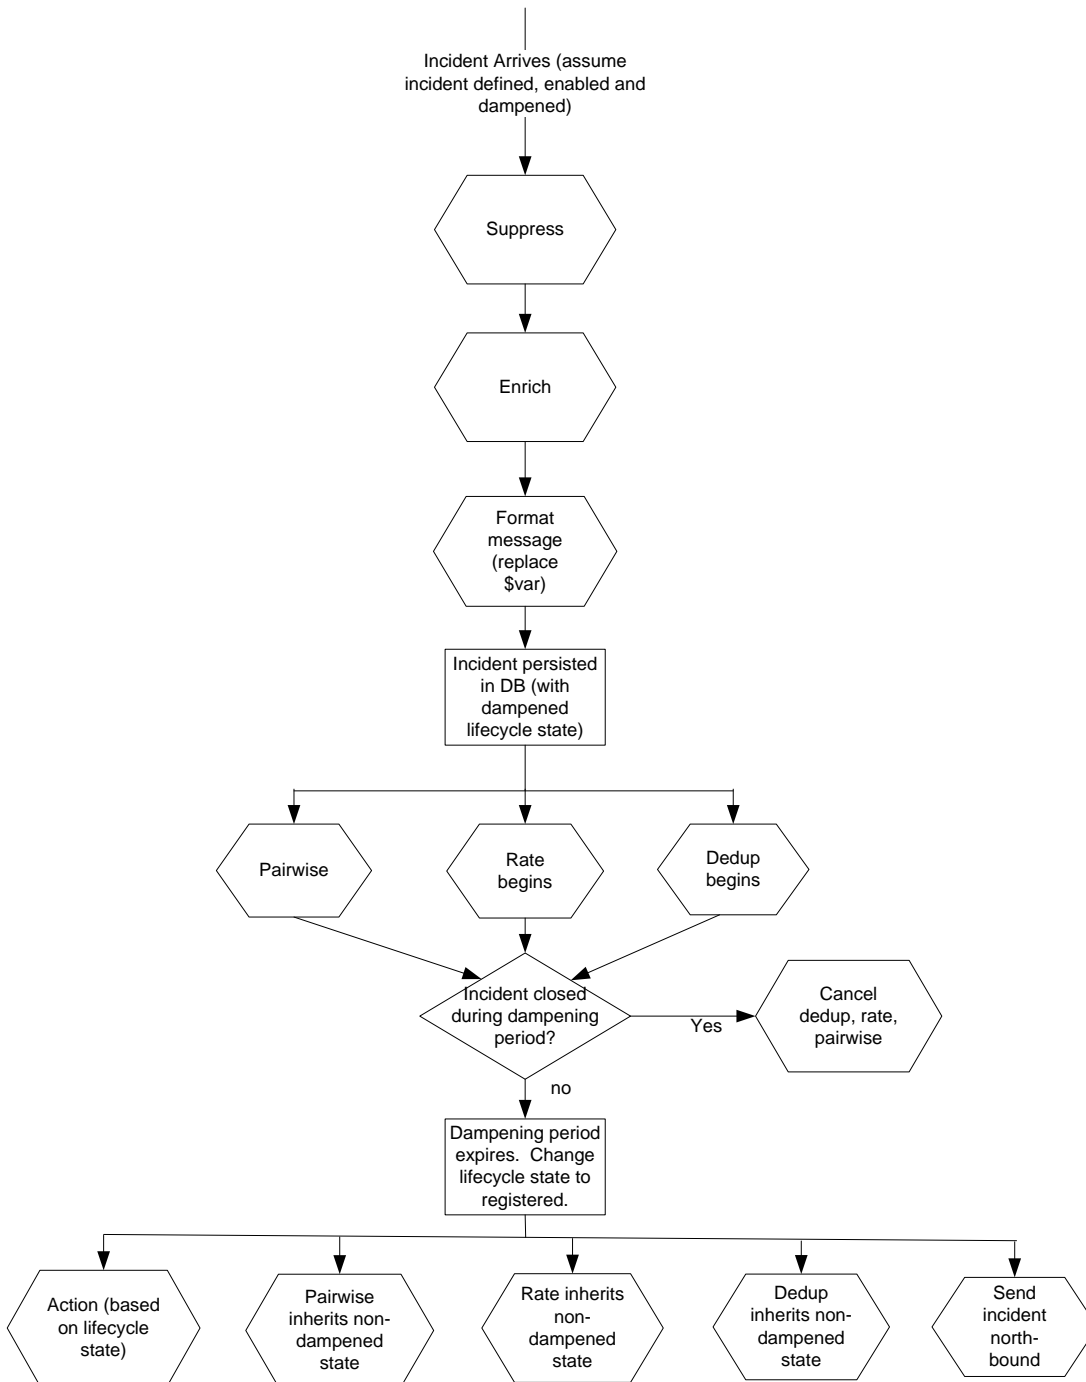 Incident Arrives (assume
incident defined, enabled and
dampened)
Suppress
Enrich
Format
message
(replace
$var)
Incident persisted
in DB (with
dampened
lifecycle state)
Pairwise
Rate
begins
Dedup
begins
Incident closed
during dampening
period?
Yes
Cancel
dedup, rate,
pairwise
no
Dampening period
expires.  Change
lifecycle state to
registered.
Action (based
on lifecycle
state)
Pairwise
inherits non-
dampened
state
Rate inherits
non-
dampened
state
Dedup
inherits non-
dampened
state
Send
incident
north-
bound